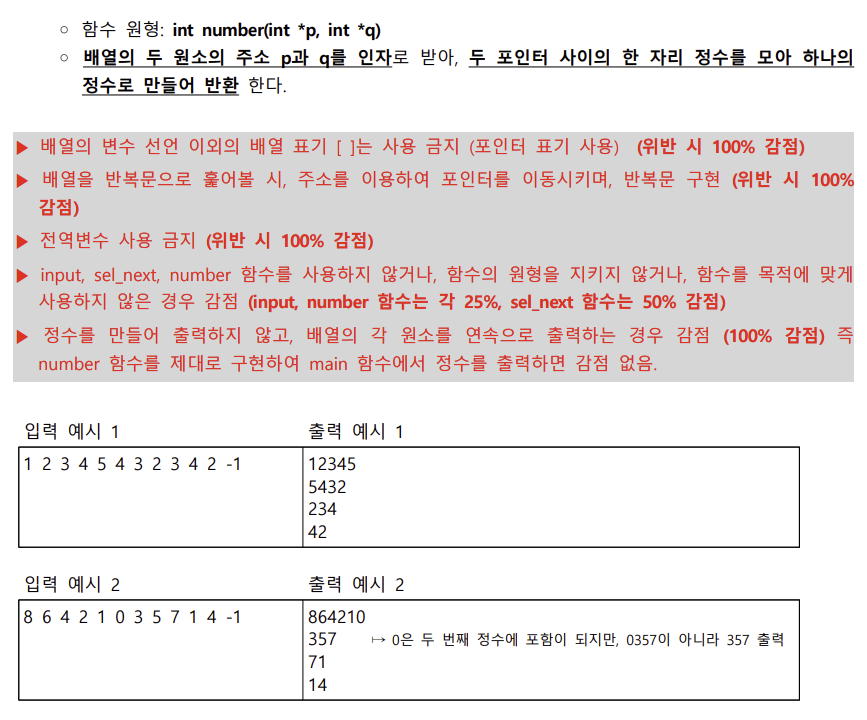 ○ 함수 원형: int number(int *p, int *q)
○ 배열의 두 원소의 주소 p과 q를 인자로 받아, 두 포인터 사이의 한 자리 정수를 모아 하나의
정수로 만들어 반환 한다.
▶ 배열의 변수 선언 이외의 배열 표기 [ ]는 사용 금지 (포인터 표기 사용) (위반 시 100% 감점)
▶ 배열을 반복문으로 훑어볼 시, 주소를 이용하여 포인터를 이동시키며, 반복문 구현 (위반 시 100%
감점)
▶ 전역변수 사용 금지 (위반 시 100% 감점)
▶ input, sel_next, number 함수를 사용하지 않거나, 함수의 원형을 지키지 않거나, 함수를 목적에 맞게
사용하지 않은 경우 감점 (input, number 함수는 각 25%, sel_next 함수는 50% 감점)
▶ 정수를 만들어 출력하지 않고, 배열의 각 원소를 연속으로 출력하는 경우 감점 (100% 감점) 즉
number 함수를 제대로 구현하여 main 함수에서 정수를 출력하면 감점 없음.
입력 예시 1
출력 예시 1
1 2 3 4 5 4 3 2 3 4 2 -1
12345
5432
234
42
입력 예시 2
출력 예시 2
8 6 4 2 1 0 3 5 7 1 4 -1
864210
357 ↦ 0은 두 번째 정수에 포함이 되지만, 0357이 아니라 357 출력
71
14